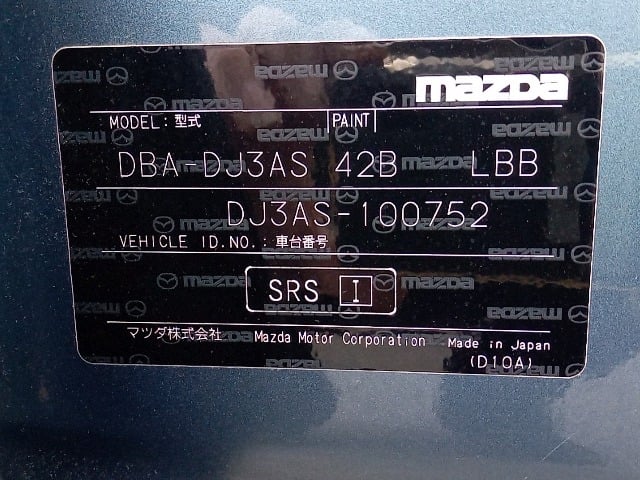 mazda
MODEL: 型式 PAINT
DBA-DJ3AS 42B LBB
DJ3AS-100752
VEHICLE ID.NO.: 車台番号
SRS I
マツダ株式会社 Mazda Motor Corporation Made in Japan
(D10A)